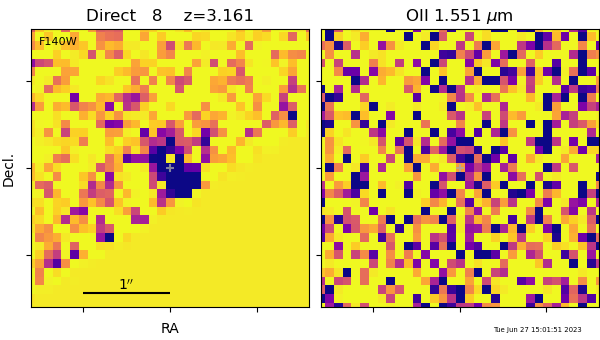 Direct 8 z=3.161
OII 1.551 μm
F140W
Decl.
1′′
RA
Tue Jun 27 15:01:51 2023